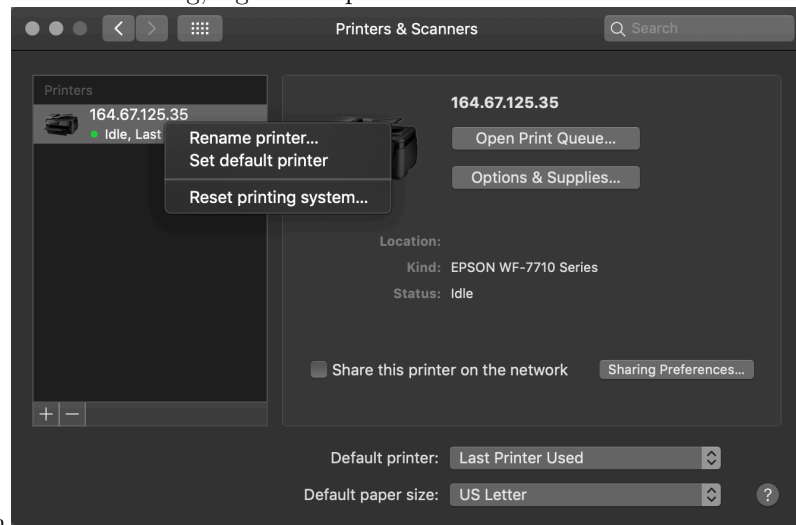 Printers & Scanners
Search
Printers
164.67.125.35
Idle, Last
Rename printer...
Set default printer
Reset printing system...
164.67.125.35
Open Print Queue...
Options & Supplies...
Location:
Kind: EPSON WF-7710 Series
Status: Idle
Share this printer on the network
Sharing Preferences...
+ −
Default printer: Last Printer Used
Default paper size: US Letter
?